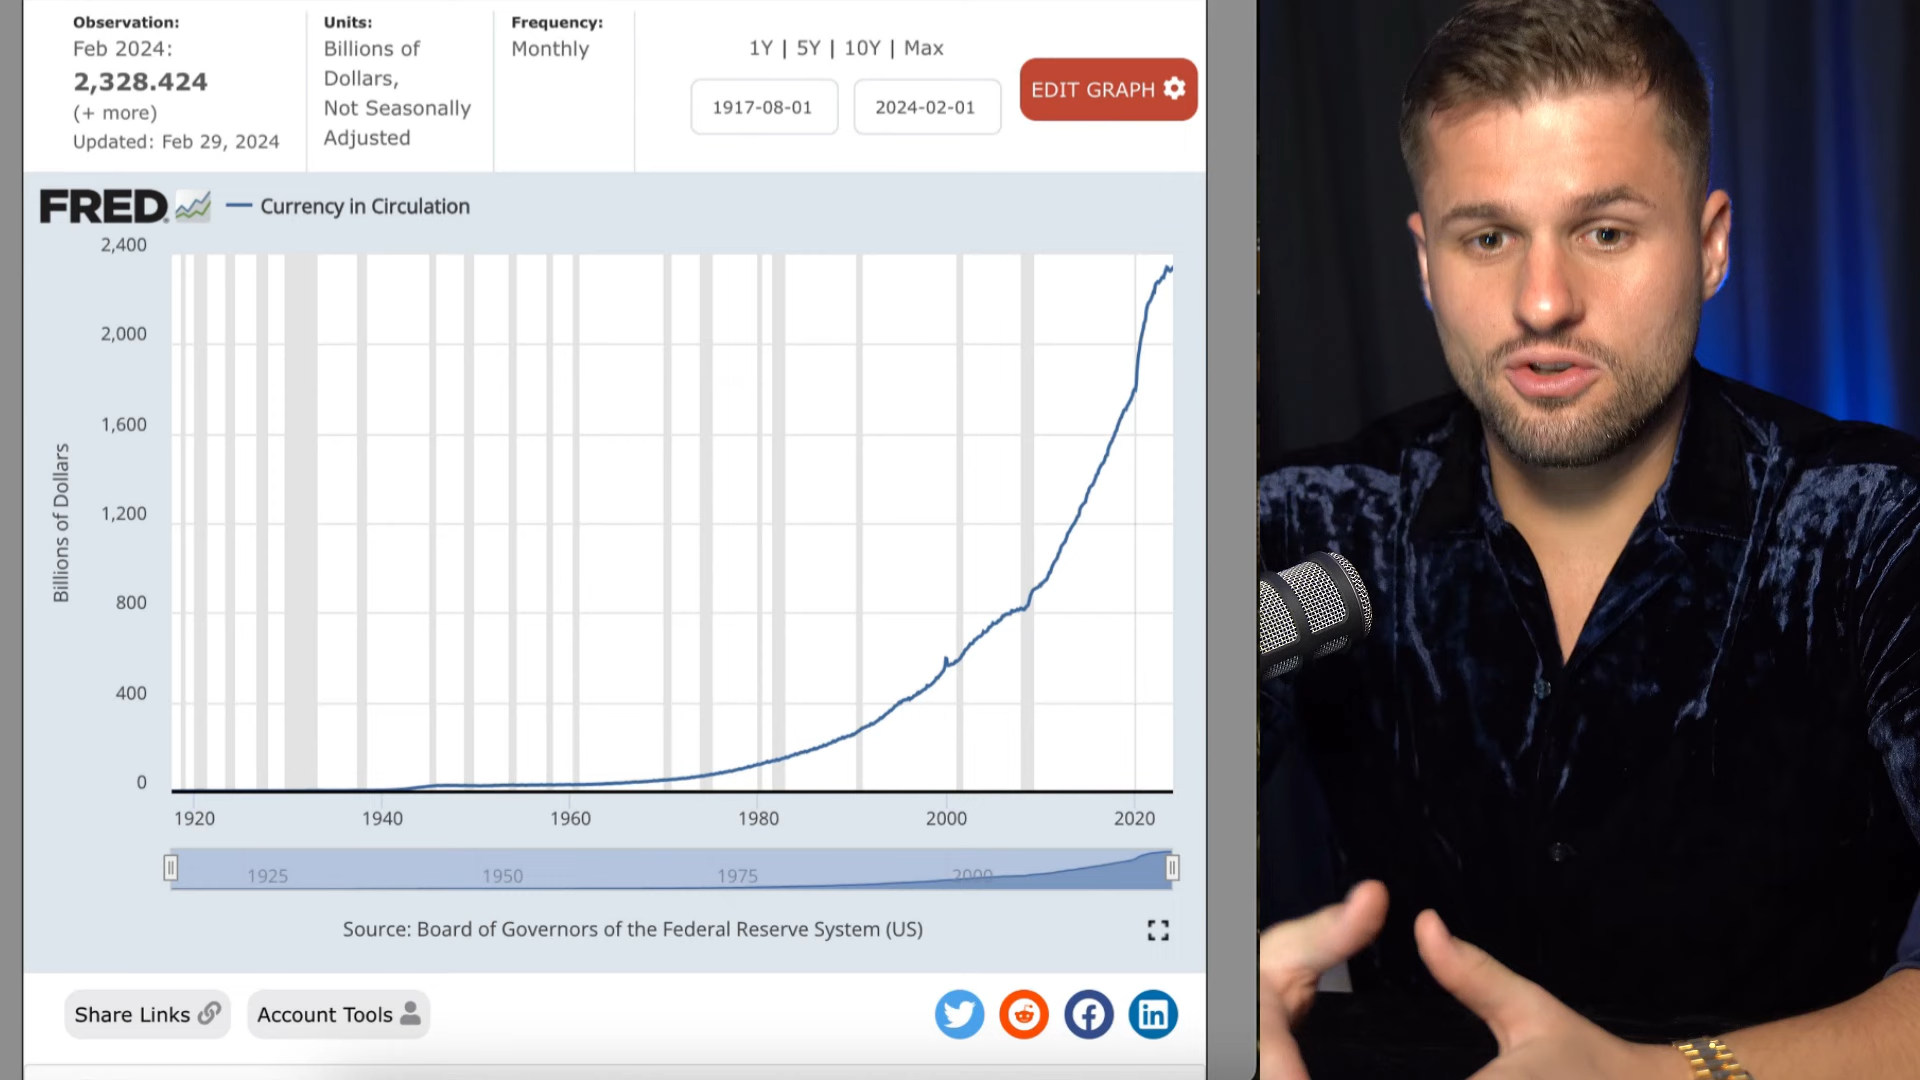 Observation:
Feb 2024:
2,328.424
(+ more)
Updated: Feb 29, 2024
Units:
Billions of
Dollars,
Not Seasonally
Adjusted
Frequency:
Monthly
1Y | 5Y | 10Y | Max
1917-08-01
2024-02-01
EDIT GRAPH
FRED
Currency in Circulation
2,400
2,000
1,600
1,200
800
400
0
Billions of Dollars
1920 1940 1960 1980 2000 2020
1925 1950 1975 2000
Source: Board of Governors of the Federal Reserve System (US)
Share Links
Account Tools